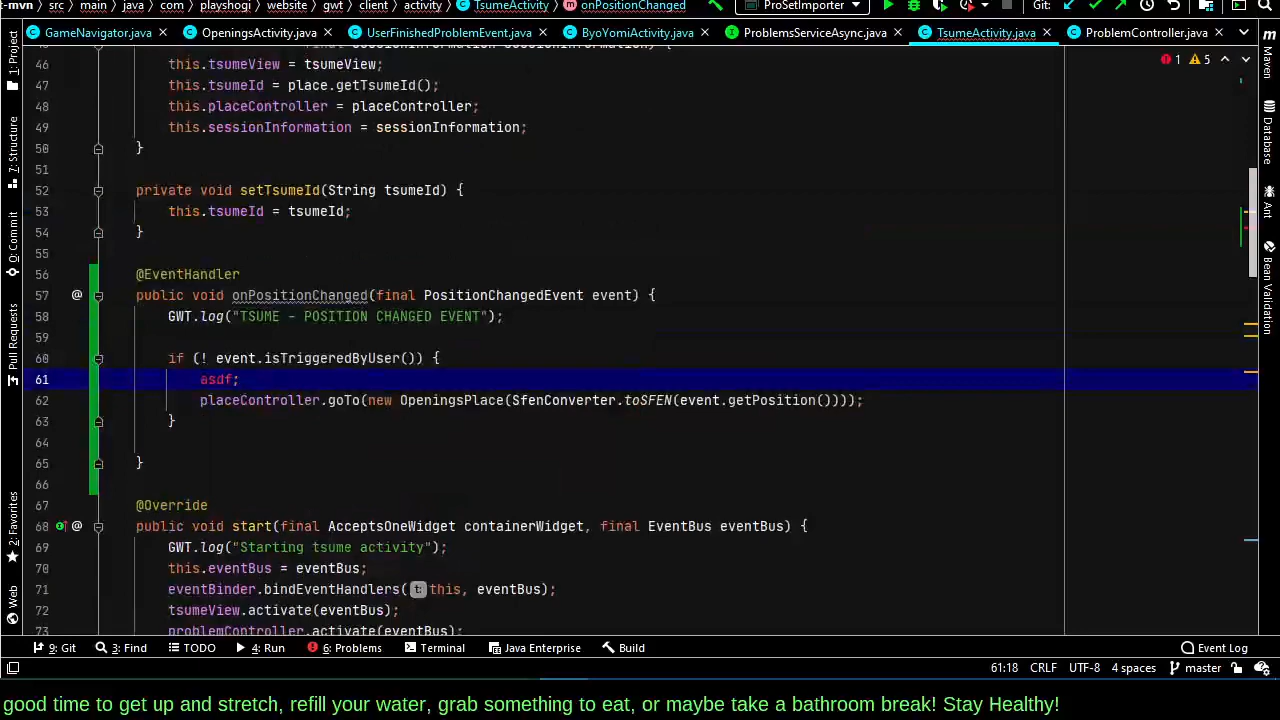 t-mvn › src › main › java › com › playshogi › website › gwt › client › activity › TsumeActivity › onPositionChanged ProSetImporter Git:
GameNavigator.java OpeningsActivity.java UserFinishedProblemEvent.java ByoYomiActivity.java ProblemsServiceAsync.java TsumeActivity.java ProblemController.java
1: Project
7: Structure
0: Commit
Pull Requests
2: Favorites
Web
1 5
46 this.tsumeView = tsumeView;
47 this.tsumeId = place.getTsumeId();
48 this.placeController = placeController;
49 this.sessionInformation = sessionInformation;
50 }
51
52 private void setTsumeId(String tsumeId) {
53 this.tsumeId = tsumeId;
54 }
55
56 @EventHandler
57 @ public void onPositionChanged(final PositionChangedEvent event) {
58 GWT.log("TSUME - POSITION CHANGED EVENT");
59
60 if (! event.isTriggeredByUser()) {
61 asdf;
62 placeController.goTo(new OpeningsPlace(SfenConverter.toSFEN(event.getPosition())));
63 }
64
65 }
66
67 @Override
68 @ public void start(final AcceptsOneWidget containerWidget, final EventBus eventBus) {
69 GWT.log("Starting tsume activity");
70 this.eventBus = eventBus;
71 eventBinder.bindEventHandlers( t: this, eventBus);
72 tsumeView.activate(eventBus);
73 problemController.activate(eventBus);
Maven
Database
Ant
Bean Validation
9: Git 3: Find TODO 4: Run 6: Problems Terminal Java Enterprise Build Event Log
61:18 CRLF UTF-8 4 spaces master
good time to get up and stretch, refill your water, grab something to eat, or maybe take a bathroom break! Stay Healthy!